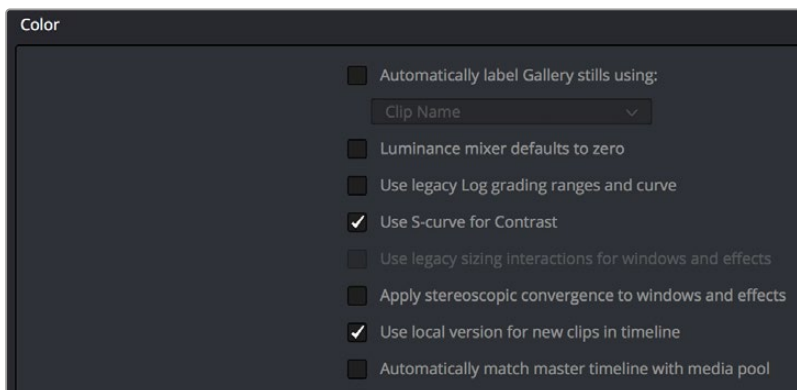 Color
Automatically label Gallery stills using:
Clip Name
Luminance mixer defaults to zero
Use legacy Log grading ranges and curve
Use S-curve for Contrast
Use legacy sizing interactions for windows and effects
Apply stereoscopic convergence to windows and effects
Use local version for new clips in timeline
Automatically match master timeline with media pool